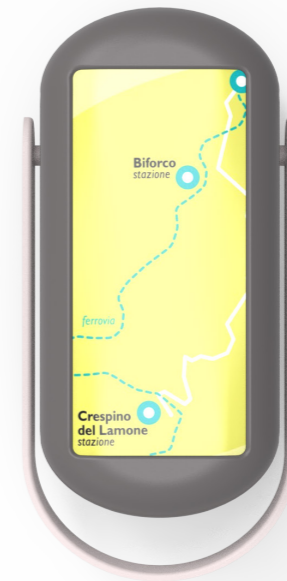 Biforco
stazione
ferrovia
Crespino
del Lamone
stazione